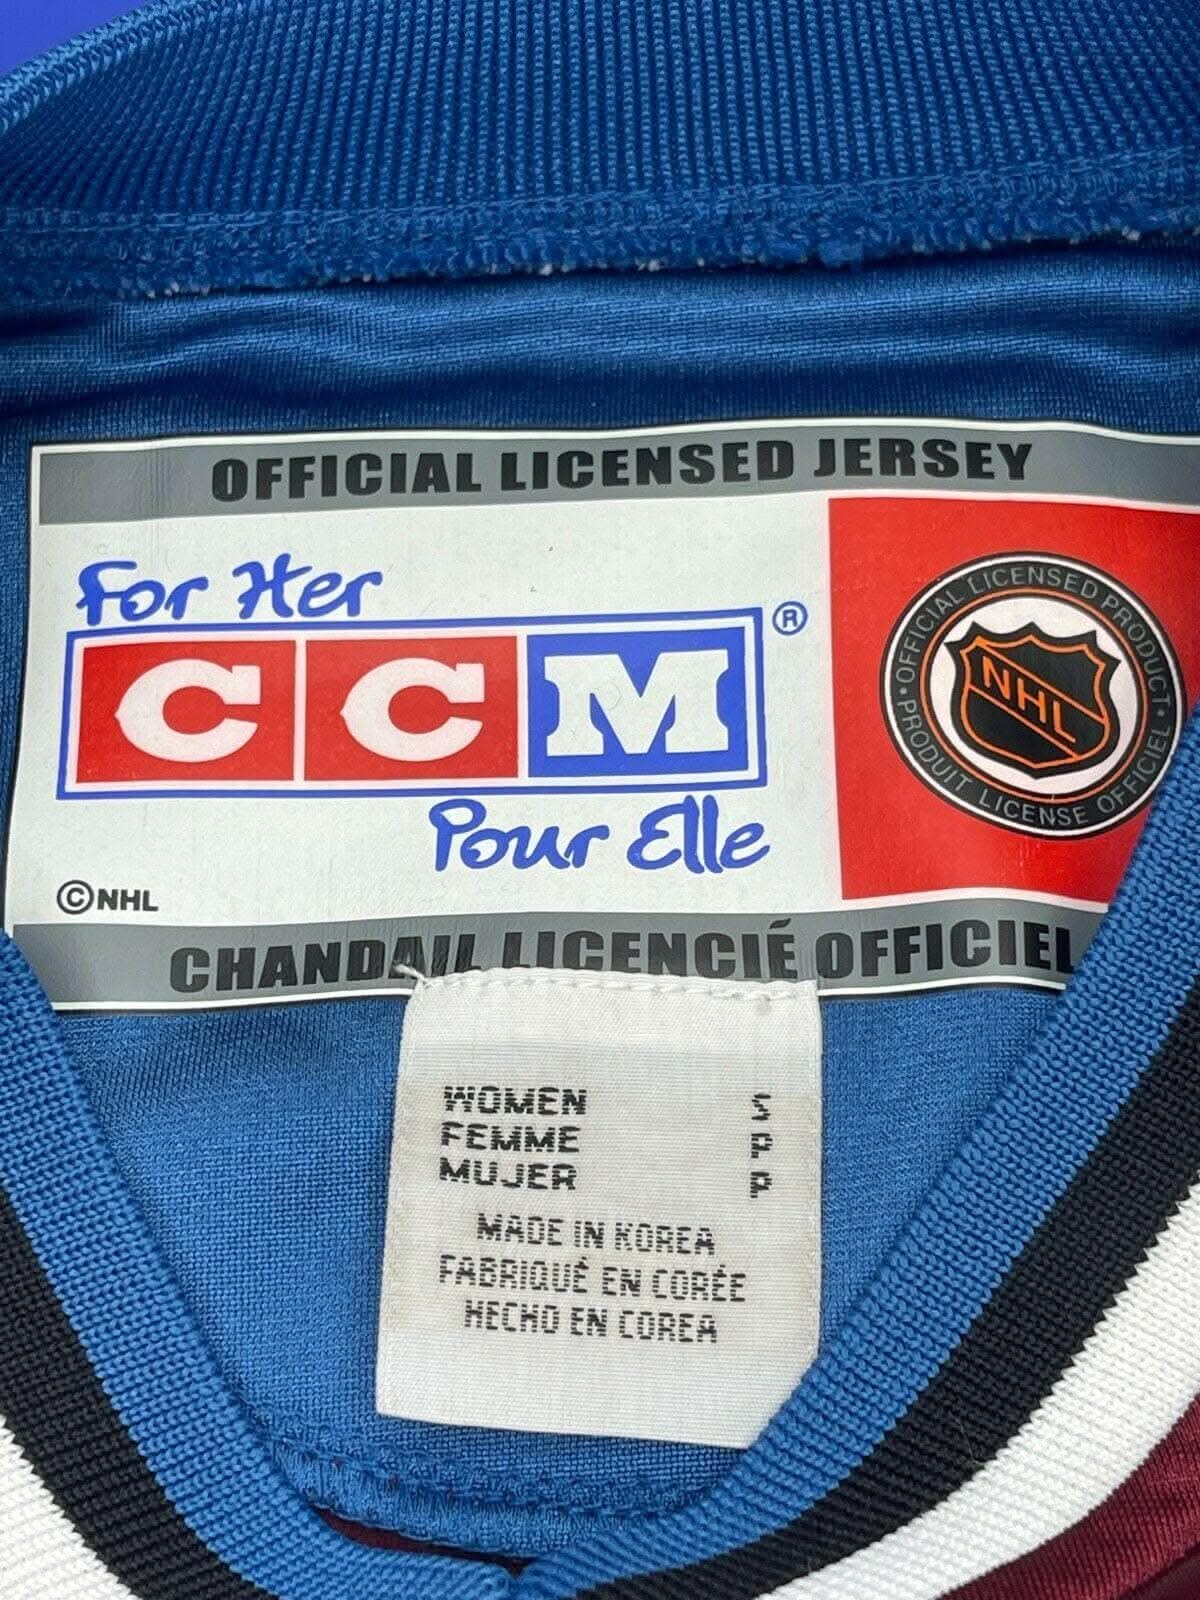 OFFICIAL LICENSED JERSEY
For Her
CCM®
Pour Elle
©NHL
OFFICIAL LICENSED PRODUCT
NHL
PRODUIT LICENSE OFFICIEL
CHANDAIL LICENCIÉ OFFICIEL
WOMEN S
FEMME P
MUJER P
MADE IN KOREA
FABRIQUÉ EN CORÉE
HECHO EN COREA